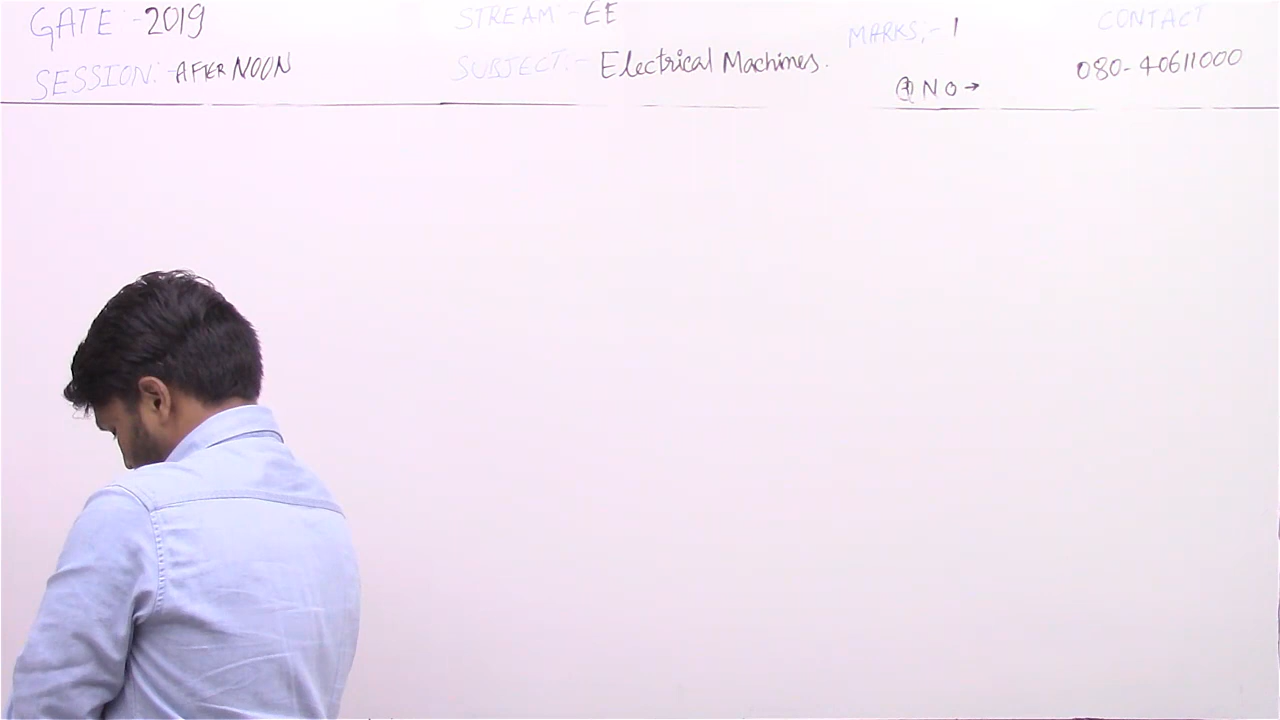 GATE :- 2019
STREAM :- EE
MARKS :- 1
CONTACT
SESSION :- AFTER NOON
SUBJECT :- Electrical Machines.
Q NO →
080-40611000